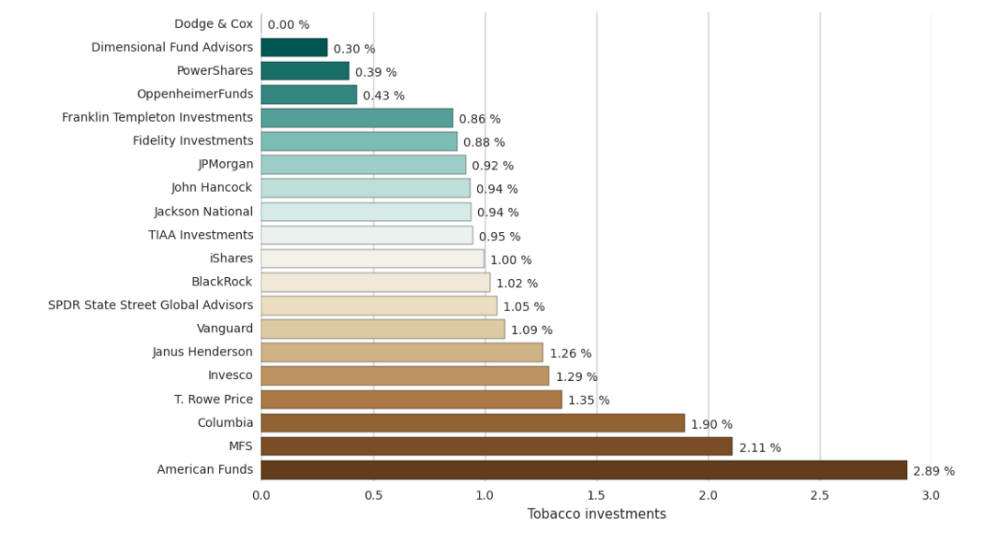 Dodge & Cox 0.00 %
Dimensional Fund Advisors 0.30 %
PowerShares 0.39 %
OppenheimerFunds 0.43 %
Franklin Templeton Investments 0.86 %
Fidelity Investments 0.88 %
JPMorgan 0.92 %
John Hancock 0.94 %
Jackson National 0.94 %
TIAA Investments 0.95 %
iShares 1.00 %
BlackRock 1.02 %
SPDR State Street Global Advisors 1.05 %
Vanguard 1.09 %
Janus Henderson 1.26 %
Invesco 1.29 %
T. Rowe Price 1.35 %
Columbia 1.90 %
MFS 2.11 %
American Funds 2.89 %
0.0 0.5 1.0 1.5 2.0 2.5 3.0
Tobacco investments